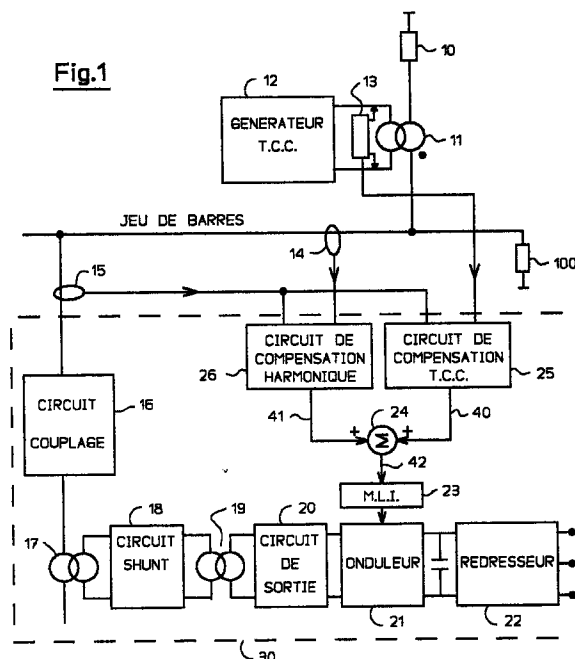 Fig.1
10
12
13
GENERATEUR
T.C.C.
11
JEU DE BARRES
14
100
15
CIRCUIT DE
COMPENSATION
HARMONIQUE
CIRCUIT DE
COMPENSATION
T.C.C.
26
25
CIRCUIT
COUPLAGE
16
41
24
40
+
M
+
42
M.L.I.
23
17
18
CIRCUIT
SHUNT
19
20
CIRCUIT
DE
SORTIE
ONDULEUR
REDRESSEUR
21
22
30